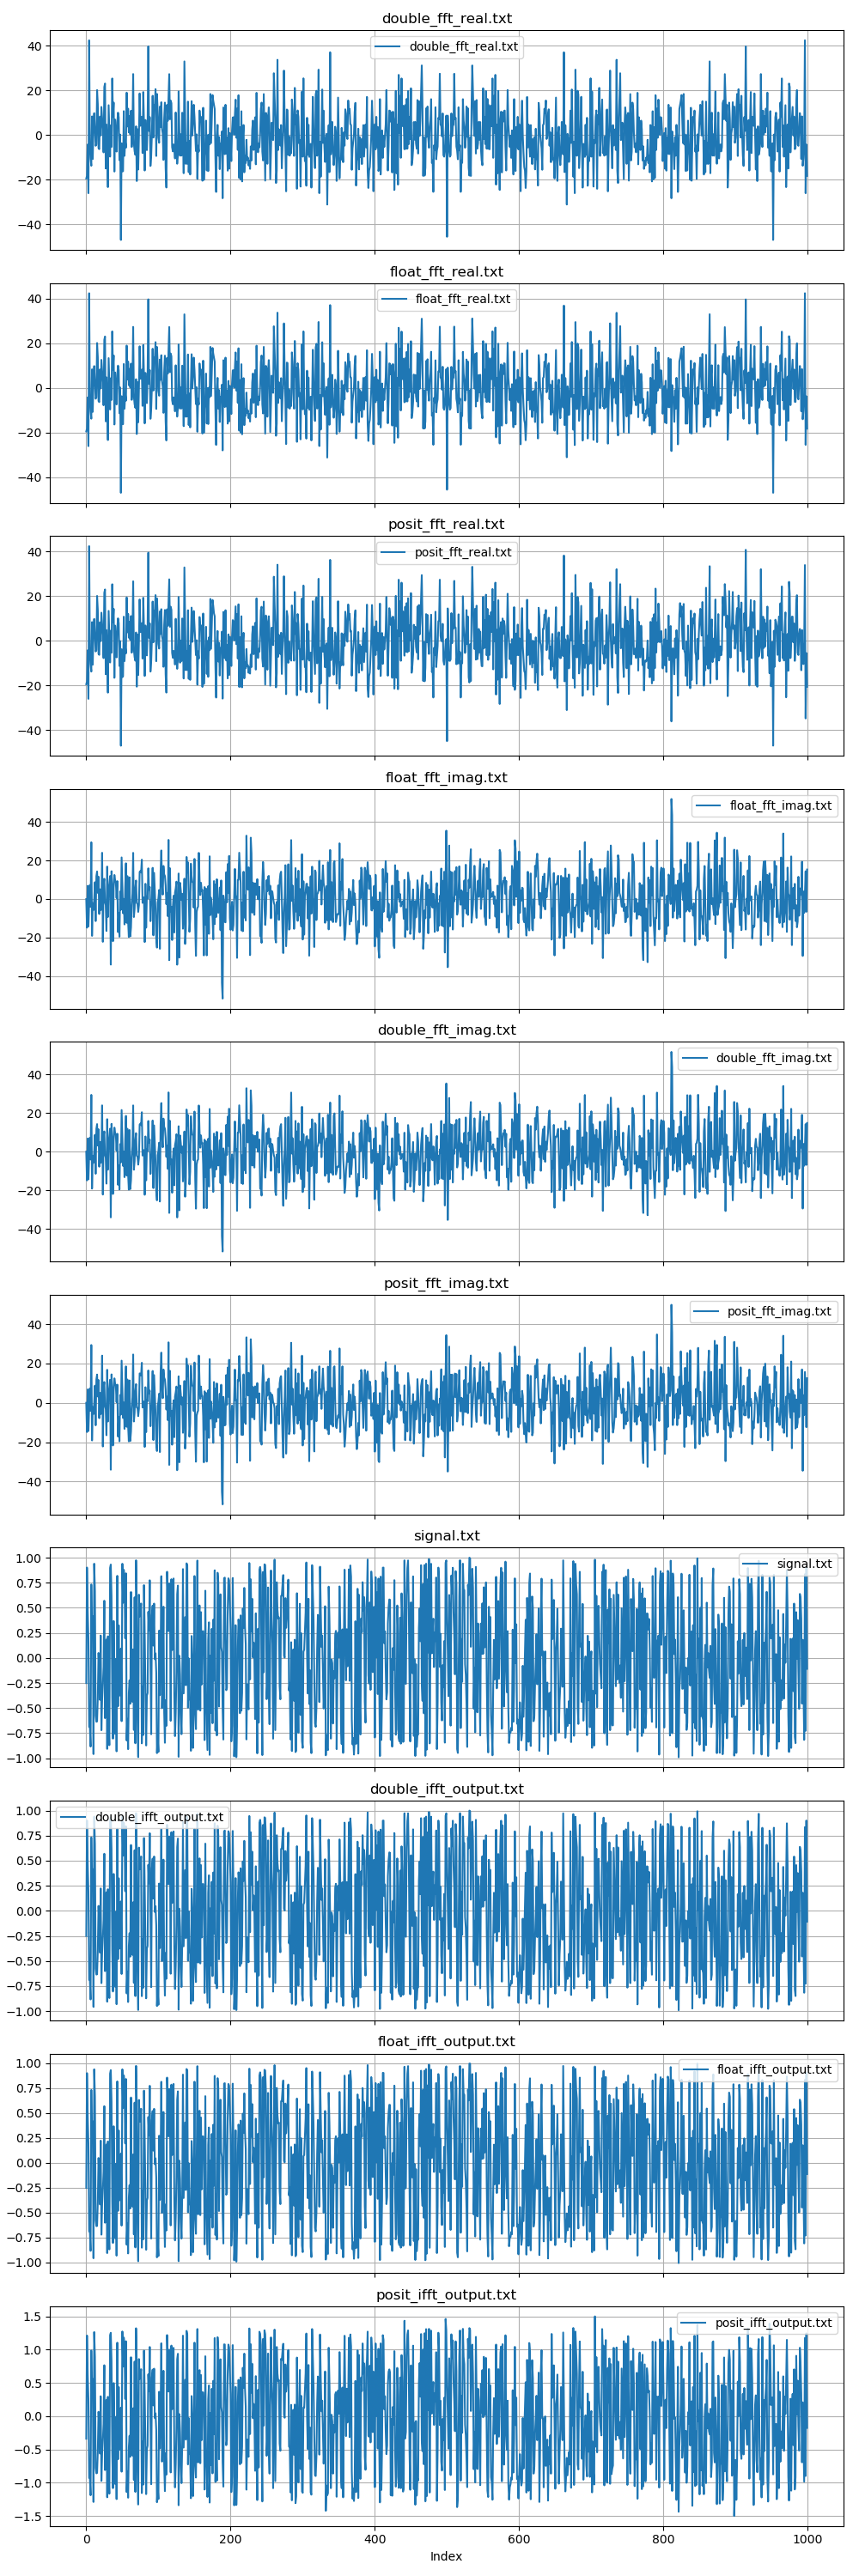 double_fft_real.txt
40
20
0
−20
−40
double_fft_real.txt
float_fft_real.txt
40
20
0
−20
−40
float_fft_real.txt
posit_fft_real.txt
40
20
0
−20
−40
posit_fft_real.txt
float_fft_imag.txt
40
20
0
−20
−40
float_fft_imag.txt
double_fft_imag.txt
40
20
0
−20
−40
double_fft_imag.txt
posit_fft_imag.txt
40
20
0
−20
−40
posit_fft_imag.txt
signal.txt
1.00
0.75
0.50
0.25
0.00
−0.25
−0.50
−0.75
−1.00
signal.txt
double_ifft_output.txt
1.00
0.75
0.50
0.25
0.00
−0.25
−0.50
−0.75
−1.00
double_ifft_output.txt
float_ifft_output.txt
1.00
0.75
0.50
0.25
0.00
−0.25
−0.50
−0.75
−1.00
float_ifft_output.txt
posit_ifft_output.txt
1.5
1.0
0.5
0.0
−0.5
−1.0
−1.5
posit_ifft_output.txt
0 200 400 600 800 1000
Index